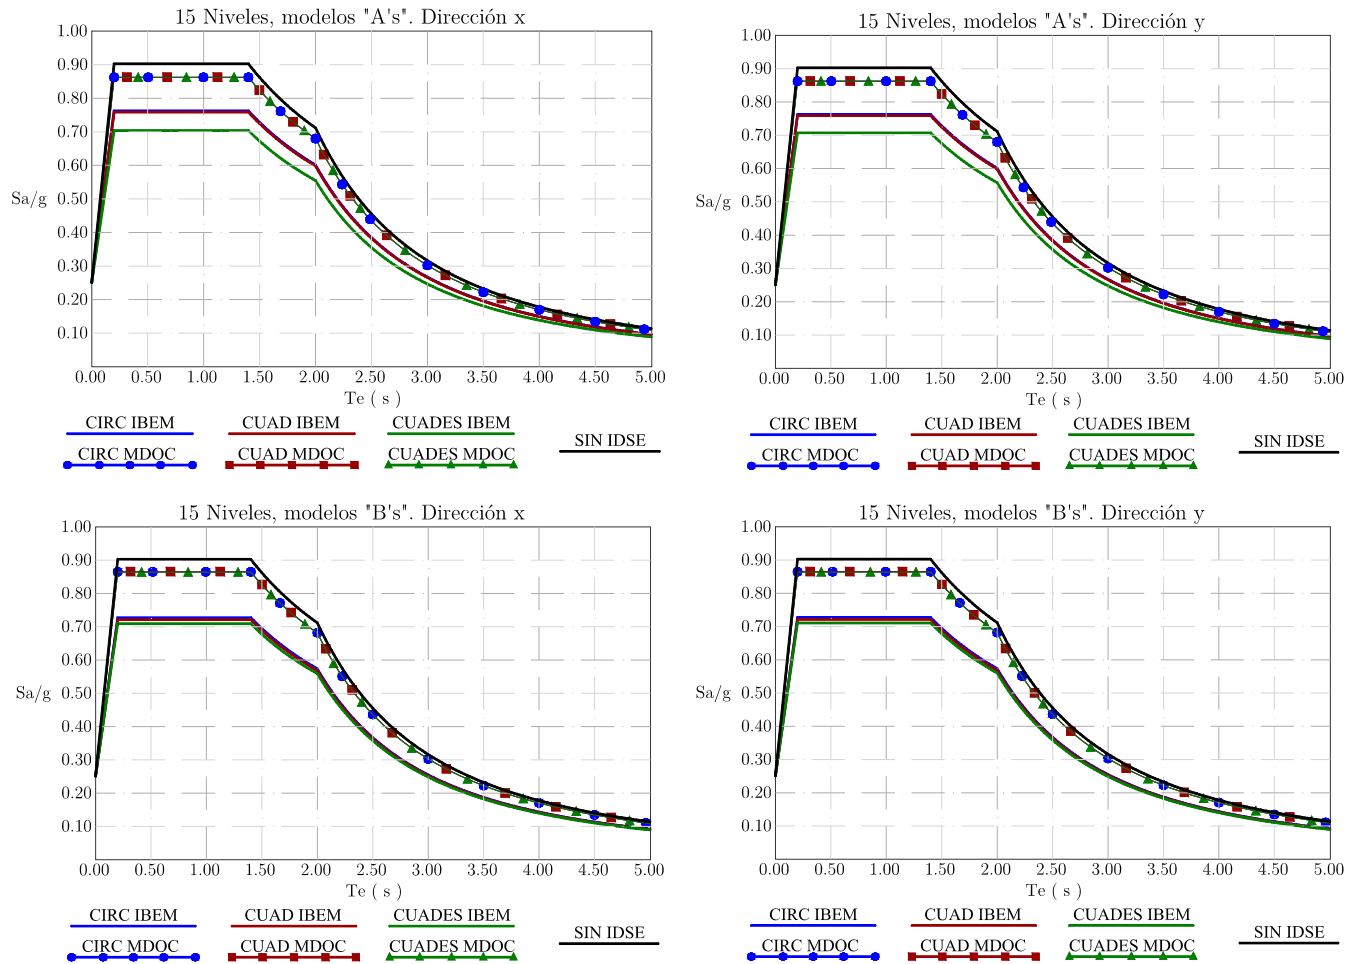 15 Niveles, modelos "A's". Dirección x
1.00
0.90
0.80
0.70
0.60
0.50
Sa/g
0.40
0.30
0.20
0.10
0.00 0.50 1.00 1.50 2.00 2.50 3.00 3.50 4.00 4.50 5.00
Te ( s )
CIRC IBEM CUAD IBEM CUADES IBEM
SIN IDSE
CIRC MDOC CUAD MDOC CUADES MDOC
15 Niveles, modelos "A's". Dirección y
1.00
0.90
0.80
0.70
0.60
0.50
Sa/g
0.40
0.30
0.20
0.10
0.00 0.50 1.00 1.50 2.00 2.50 3.00 3.50 4.00 4.50 5.00
Te ( s )
CIRC IBEM CUAD IBEM CUADES IBEM
SIN IDSE
CIRC MDOC CUAD MDOC CUADES MDOC
15 Niveles, modelos "B's". Dirección x
1.00
0.90
0.80
0.70
0.60
0.50
Sa/g
0.40
0.30
0.20
0.10
0.00 0.50 1.00 1.50 2.00 2.50 3.00 3.50 4.00 4.50 5.00
Te ( s )
CIRC IBEM CUAD IBEM CUADES IBEM
SIN IDSE
CIRC MDOC CUAD MDOC CUADES MDOC
15 Niveles, modelos "B's". Dirección y
1.00
0.90
0.80
0.70
0.60
0.50
Sa/g
0.40
0.30
0.20
0.10
0.00 0.50 1.00 1.50 2.00 2.50 3.00 3.50 4.00 4.50 5.00
Te ( s )
CIRC IBEM CUAD IBEM CUADES IBEM
SIN IDSE
CIRC MDOC CUAD MDOC CUADES MDOC